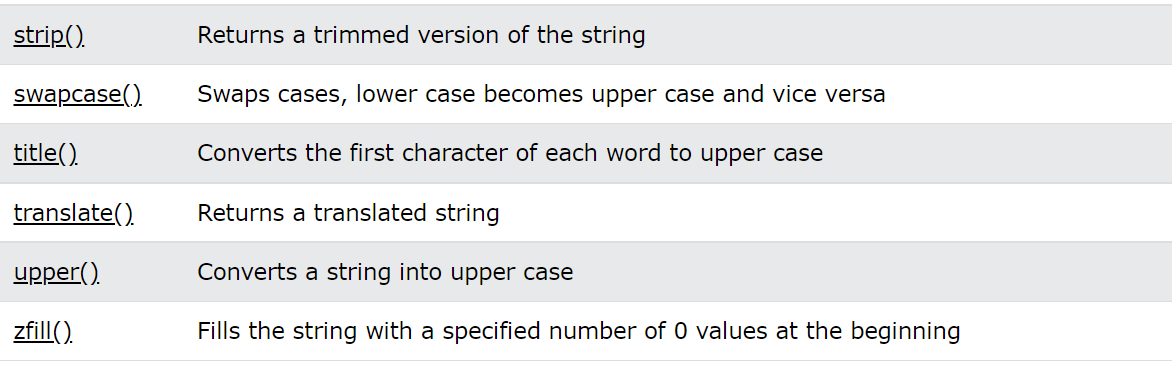 strip() Returns a trimmed version of the string
swapcase() Swaps cases, lower case becomes upper case and vice versa
title() Converts the first character of each word to upper case
translate() Returns a translated string
upper() Converts a string into upper case
zfill() Fills the string with a specified number of 0 values at the beginning